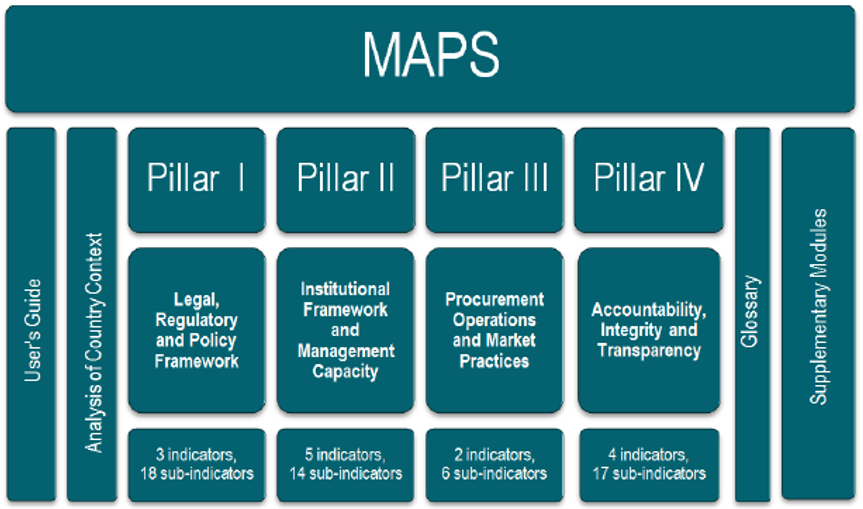 MAPS
User's Guide
Analysis of Country Context
Pillar I
Legal,
Regulatory
and Policy
Framework
3 indicators,
18 sub-indicators
Pillar II
Institutional
Framework
and
Management
Capacity
5 indicators,
14 sub-indicators
Pillar III
Procurement
Operations
and Market
Practices
2 indicators,
6 sub-indicators
Pillar IV
Accountability,
Integrity and
Transparency
4 indicators,
17 sub-indicators
Glossary
Supplementary Modules